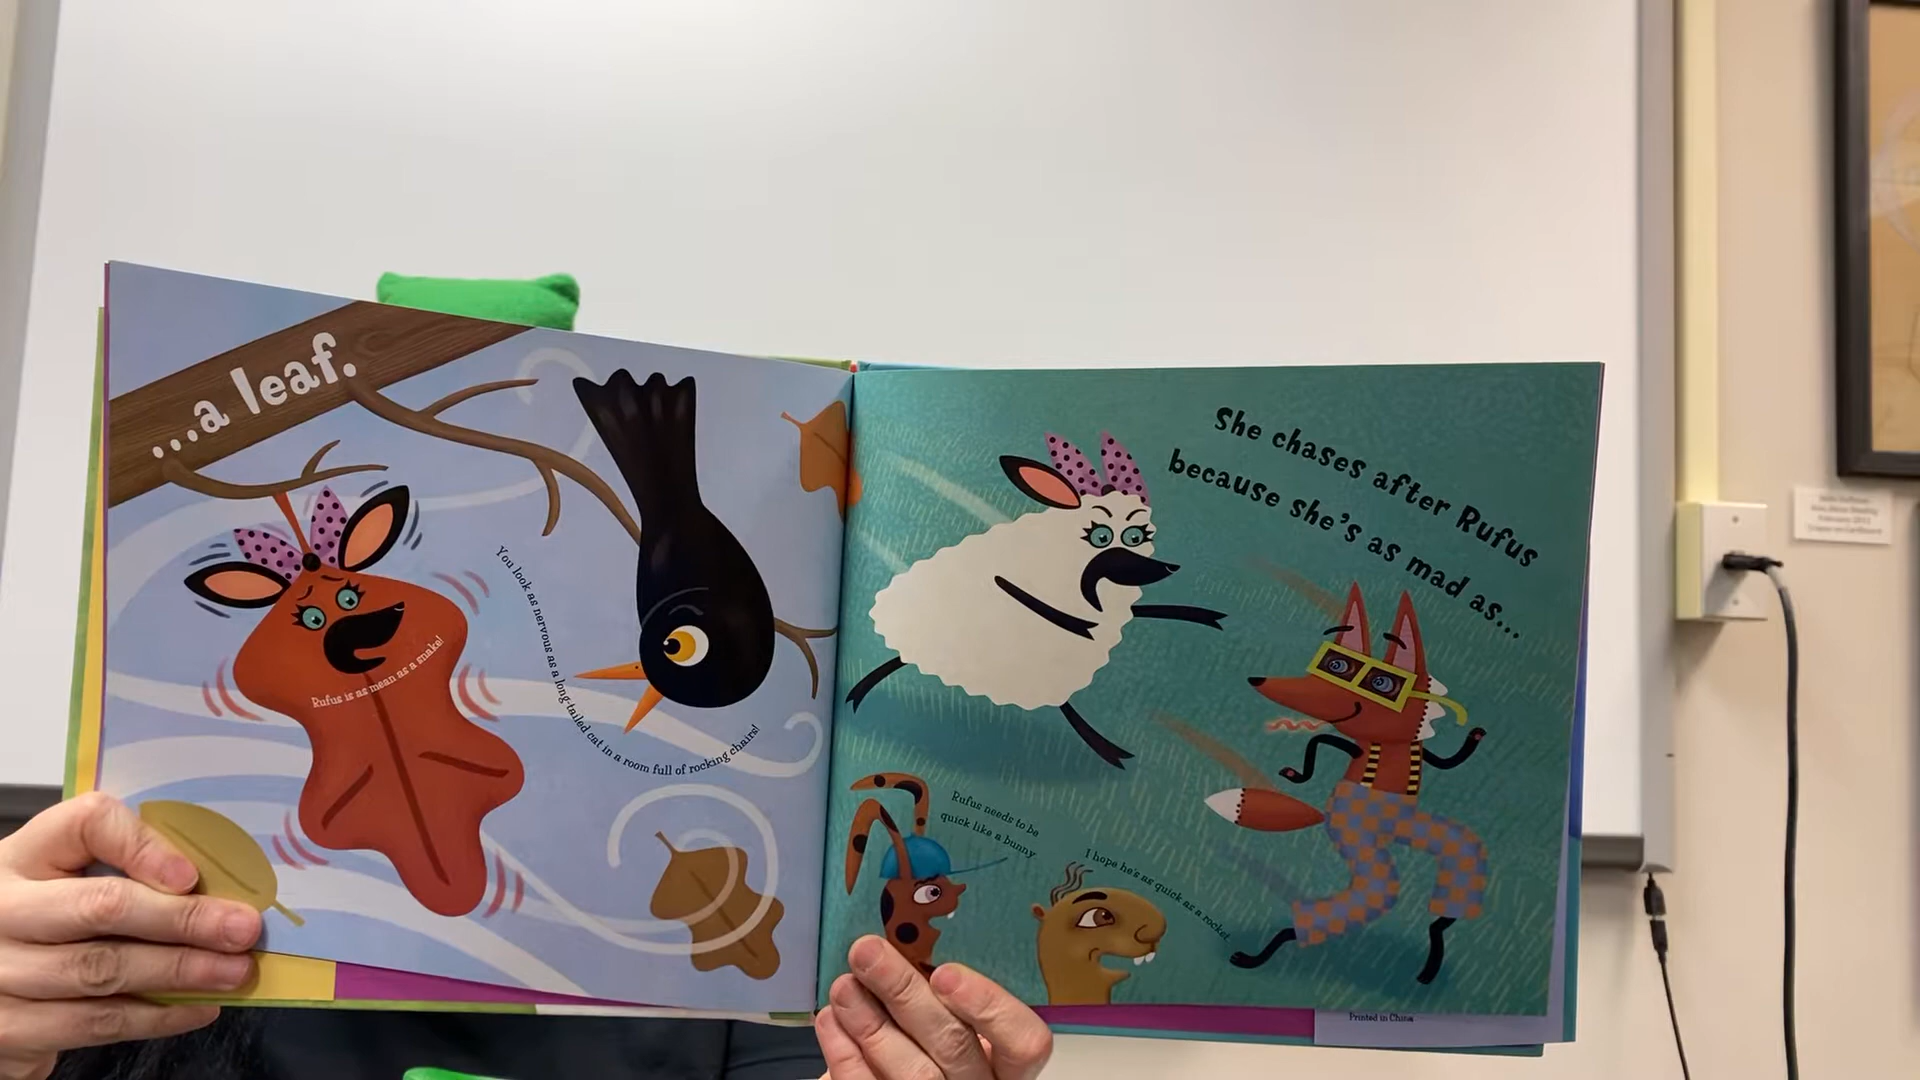 ...a leaf.
Rufus is as mean as a snake!
You look as nervous as a long-tailed cat in a room full of rocking chairs!
She chases after Rufus
because she's as mad as...
Rufus needs to be
quick like a bunny.
I hope he's as quick as a rocket.
Printed in China